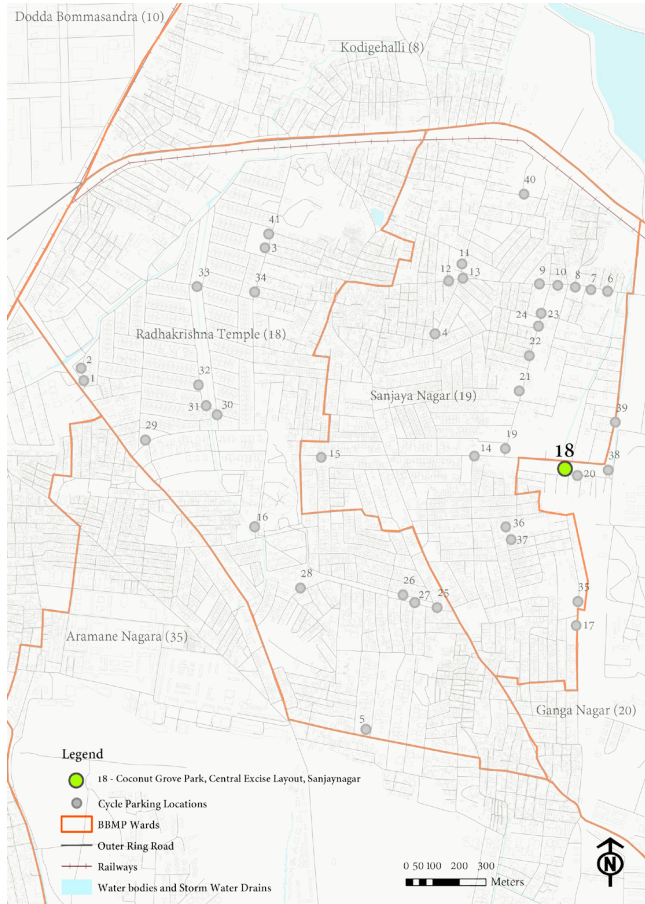 Dodda Bommasandra (10)
Kodigehalli (8)
40
41
3
11
12
13
33
34
9
10
8
7
6
24
23
4
Radhakrishna Temple (18)
22
2
1
32
21
Sanjaya Nagar (19)
31
30
39
29
19
18
15
14
38
20
16
36
37
28
26
27
25
35
17
Aramane Nagara (35)
Ganga Nagar (20)
5
Legend
18 - Coconut Grove Park, Central Excise Layout, Sanjaynagar
Cycle Parking Locations
BBMP Wards
Outer Ring Road
Railways
Water bodies and Storm Water Drains
0 50 100 200 300
Meters
N